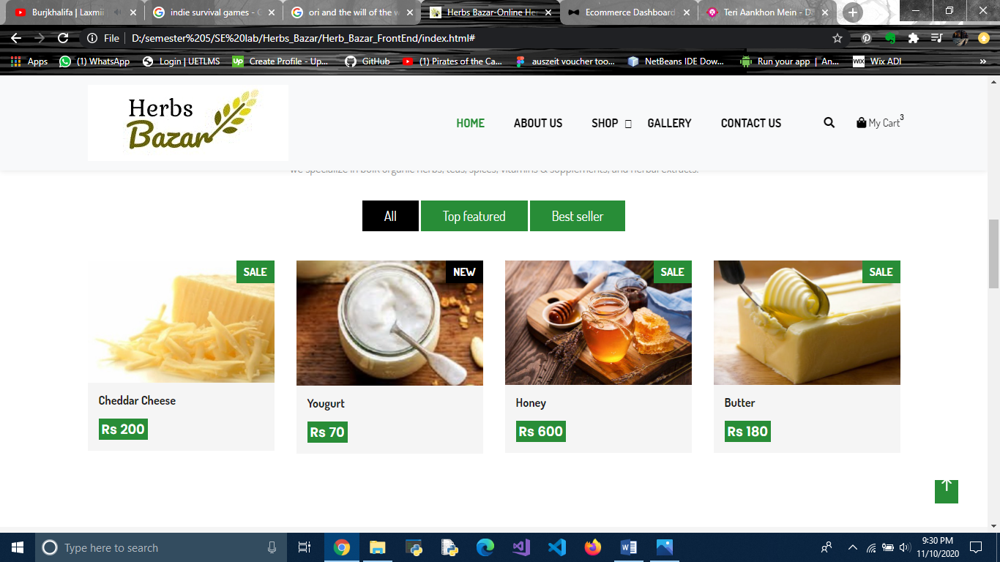 Burjkhalifa | Laxmii
indie survival games - G
ori and the will of the w
Herbs Bazar-Online Her
Ecommerce Dashboard
Teri Aankhon Mein - Da
File
D:/semester%205/SE%20lab/Herbs_Bazar/Herb_Bazar_FrontEnd/index.html#
Apps
(1) WhatsApp
Login | UETLMS
Up
Create Profile - Up...
GitHub
(1) Pirates of the Ca...
auszeit voucher too...
NetBeans IDE Dow...
Run your app | An...
WIX
Wix ADI
»
Herbs
Bazar
HOME
ABOUT US
SHOP
GALLERY
CONTACT US
My Cart 3
We specialize in bulk organic herbs, teas, spices, vitamins & supplements, and herbal extracts.
All
Top featured
Best seller
SALE
NEW
SALE
SALE
Cheddar Cheese
Rs 200
Yougurt
Rs 70
Honey
Rs 600
Butter
Rs 180
Type here to search
9:30 PM
11/10/2020